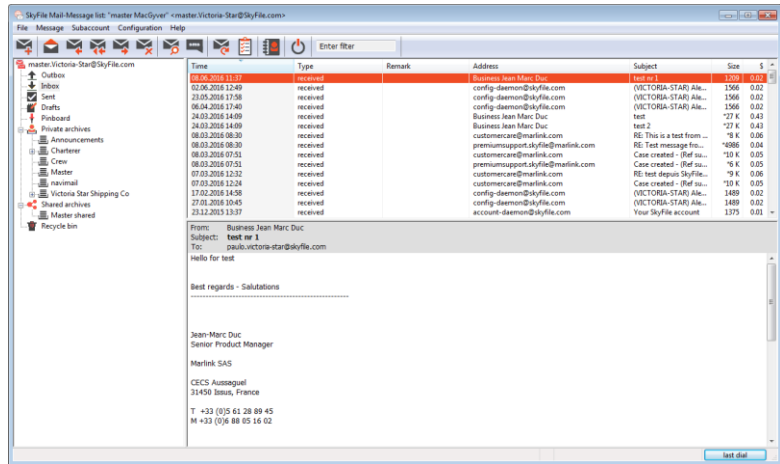 SkyFile Mail-Message list: "master MacGyver" <master.Victoria-Star@SkyFile.com>
File Message Subaccount Configuration Help
Enter filter
master.Victoria-Star@SkyFile.com
Outbox
Inbox
Sent
Drafts
Pinboard
Private archives
Announcements
Charterer
Crew
Master
navimail
Victoria Star Shipping Co
Shared archives
Master shared
Recycle bin
Time Type Remark Address Subject Size $
08.06.2016 11:37 received Business Jean Marc Duc test nr 1 1209 0.02
02.06.2016 12:49 received config-daemon@skyfile.com (VICTORIA-STAR) Ale... 1566 0.02
23.05.2016 17:58 received config-daemon@skyfile.com (VICTORIA-STAR) Ale... 1566 0.02
06.04.2016 17:40 received config-daemon@skyfile.com (VICTORIA-STAR) Ale... 1566 0.02
24.03.2016 14:09 received Business Jean Marc Duc test *27 K 0.43
24.03.2016 14:09 received Business Jean Marc Duc test 2 *27 K 0.43
08.03.2016 08:30 received customercare@marlink.com RE: This is a test from ... *8 K 0.06
08.03.2016 08:30 received premiumsupport.skyfile@marlink.com RE: Test message fro... *4986 0.04
08.03.2016 07:51 received customercare@marlink.com Case created - (Ref su... *10 K 0.05
08.03.2016 07:51 received premiumsupport.skyfile@marlink.com Case created - (Ref su... *6 K 0.05
07.03.2016 12:32 received customercare@marlink.com RE: test depuis SkyFile... *9 K 0.06
07.03.2016 12:24 received customercare@marlink.com Case created - (Ref su... *10 K 0.05
17.02.2016 14:58 received config-daemon@skyfile.com (VICTORIA-STAR) Ale... 1489 0.02
27.01.2016 10:45 received config-daemon@skyfile.com (VICTORIA-STAR) Ale... 1489 0.02
23.12.2015 13:37 received account-daemon@skyfile.com Your SkyFile account 1375 0.01
From: Business Jean Marc Duc
Subject: test nr 1
To: paulo.victoria-star@skyfile.com
Hello for test
Best regards - Salutations
-----------------------------------------------------
Jean-Marc Duc
Senior Product Manager
Marlink SAS
CECS Aussaguel
31450 Issus, France
T +33 (0)5 61 28 89 45
M +33 (0)6 88 05 16 02
last dial